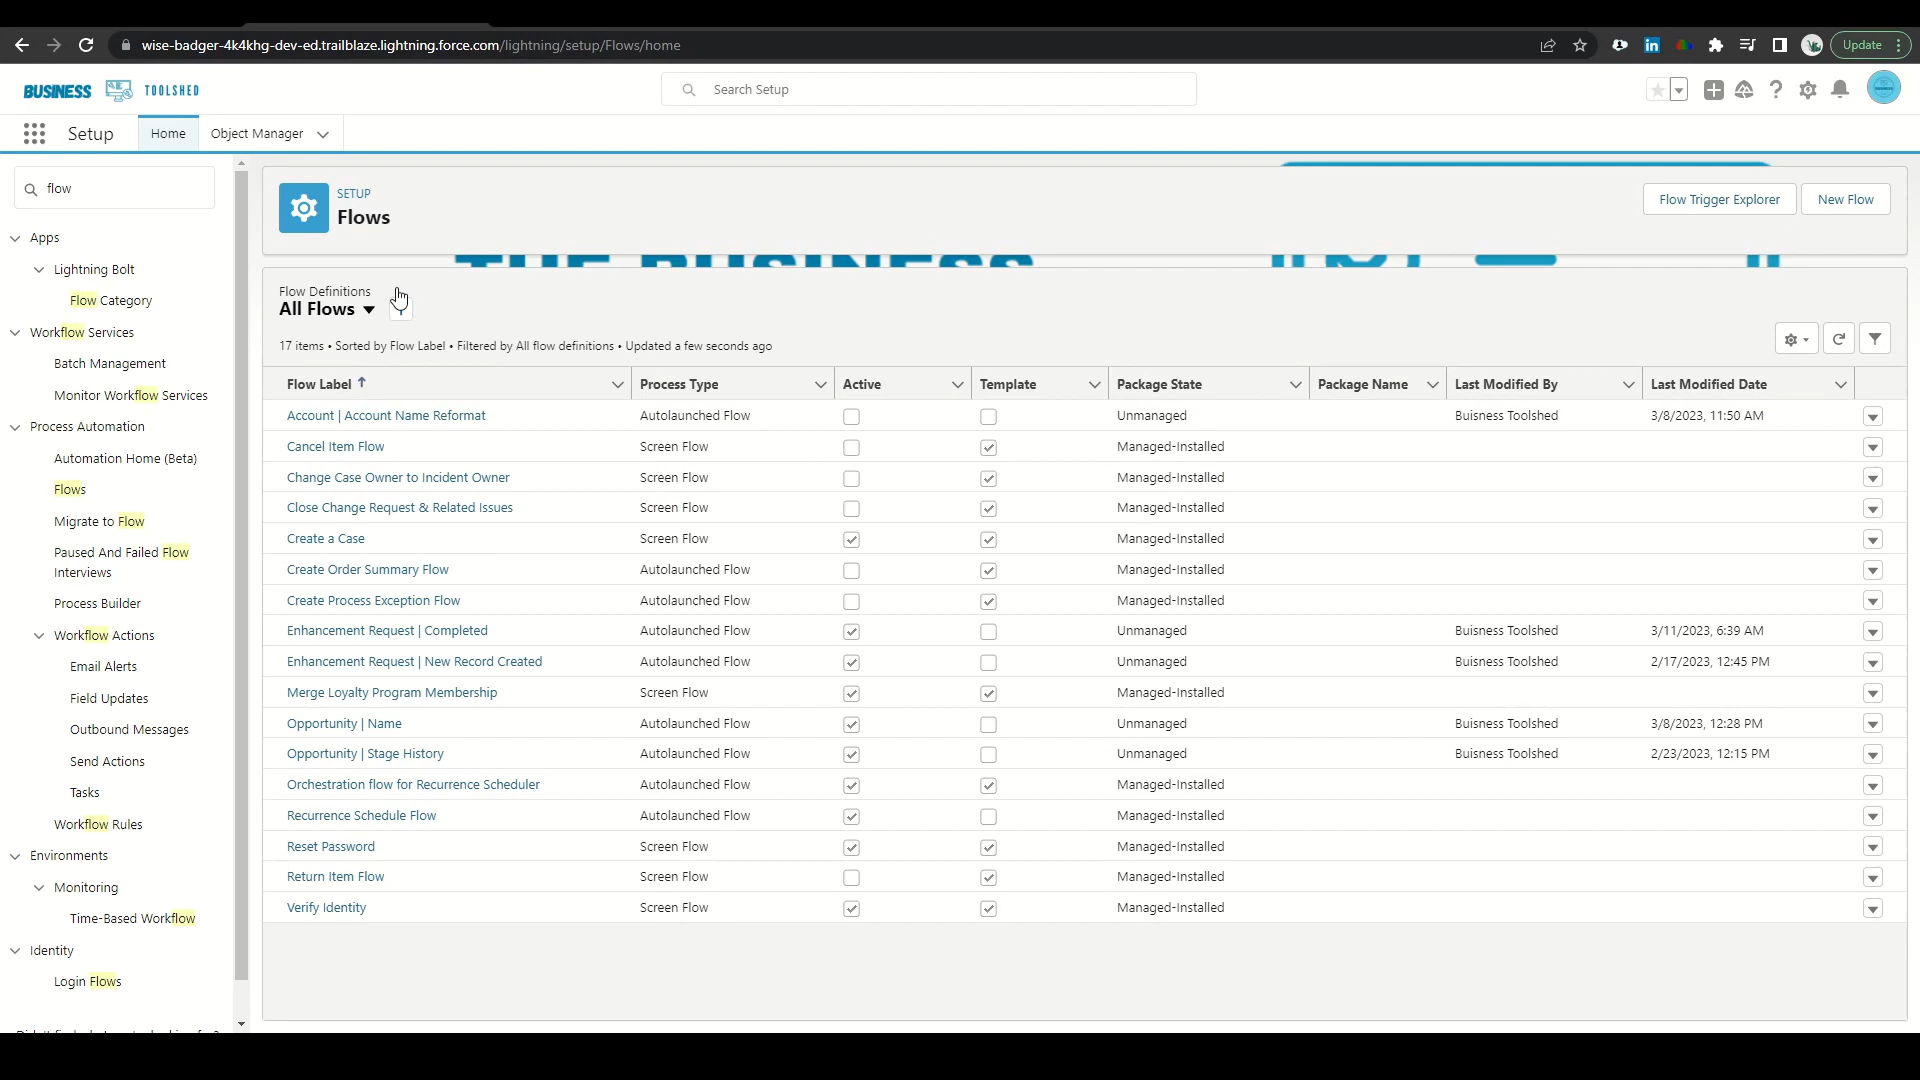 wise-badger-4k4khg-dev-ed.trailblaze.lightning.force.com/lightning/setup/Flows/home
Update
BUSINESS TOOLSHED
Search Setup
Setup
Home
Object Manager
flow
Apps
Lightning Bolt
Flow Category
Workflow Services
Batch Management
Monitor Workflow Services
Process Automation
Automation Home (Beta)
Flows
Migrate to Flow
Paused And Failed Flow
Interviews
Process Builder
Workflow Actions
Email Alerts
Field Updates
Outbound Messages
Send Actions
Tasks
Workflow Rules
Environments
Monitoring
Time-Based Workflow
Identity
Login Flows
SETUP
Flows
Flow Trigger Explorer
New Flow
THE BUSINESS
Flow Definitions
All Flows
17 items • Sorted by Flow Label • Filtered by All flow definitions • Updated a few seconds ago
Flow Label Process Type Active Template Package State Package Name Last Modified By Last Modified Date
Account | Account Name Reformat Autolaunched Flow Unmanaged Buisness Toolshed 3/8/2023, 11:50 AM
Cancel Item Flow Screen Flow Managed-Installed
Change Case Owner to Incident Owner Screen Flow Managed-Installed
Close Change Request & Related Issues Screen Flow Managed-Installed
Create a Case Screen Flow Managed-Installed
Create Order Summary Flow Autolaunched Flow Managed-Installed
Create Process Exception Flow Autolaunched Flow Managed-Installed
Enhancement Request | Completed Autolaunched Flow Unmanaged Buisness Toolshed 3/11/2023, 6:39 AM
Enhancement Request | New Record Created Autolaunched Flow Unmanaged Buisness Toolshed 2/17/2023, 12:45 PM
Merge Loyalty Program Membership Screen Flow Managed-Installed
Opportunity | Name Autolaunched Flow Unmanaged Buisness Toolshed 3/8/2023, 12:28 PM
Opportunity | Stage History Autolaunched Flow Unmanaged Buisness Toolshed 2/23/2023, 12:15 PM
Orchestration flow for Recurrence Scheduler Autolaunched Flow Managed-Installed
Recurrence Schedule Flow Autolaunched Flow Managed-Installed
Reset Password Screen Flow Managed-Installed
Return Item Flow Screen Flow Managed-Installed
Verify Identity Screen Flow Managed-Installed